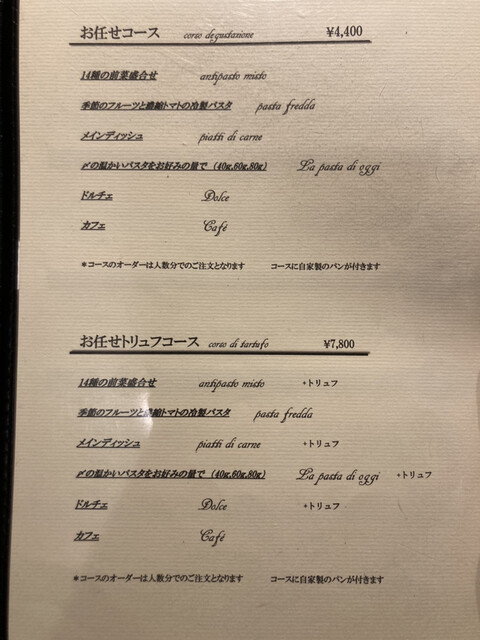 お任せコース corso degustazione ¥4,400
14種の前菜盛合せ antipasto misto
季節のフルーツと濃縮トマトの冷製パスタ pasta fredda
メインディッシュ piatti di carne
〆の温かいパスタをお好みの量で (40g,60g,80g) La pasta di oggi
ドルチェ Dolce
カフェ Café
*コースのオーダーは人数分でのご注文となります コースに自家製のパンが付きます
お任せトリュフコース corso di tartufo ¥7,800
14種の前菜盛合せ antipasto misto +トリュフ
季節のフルーツと濃縮トマトの冷製パスタ pasta fredda
メインディッシュ piatti di carne +トリュフ
〆の温かいパスタをお好みの量で (40g,60g,80g) La pasta di oggi +トリュフ
ドルチェ Dolce +トリュフ
カフェ Café
*コースのオーダーは人数分でのご注文となります コースに自家製のパンが付きます